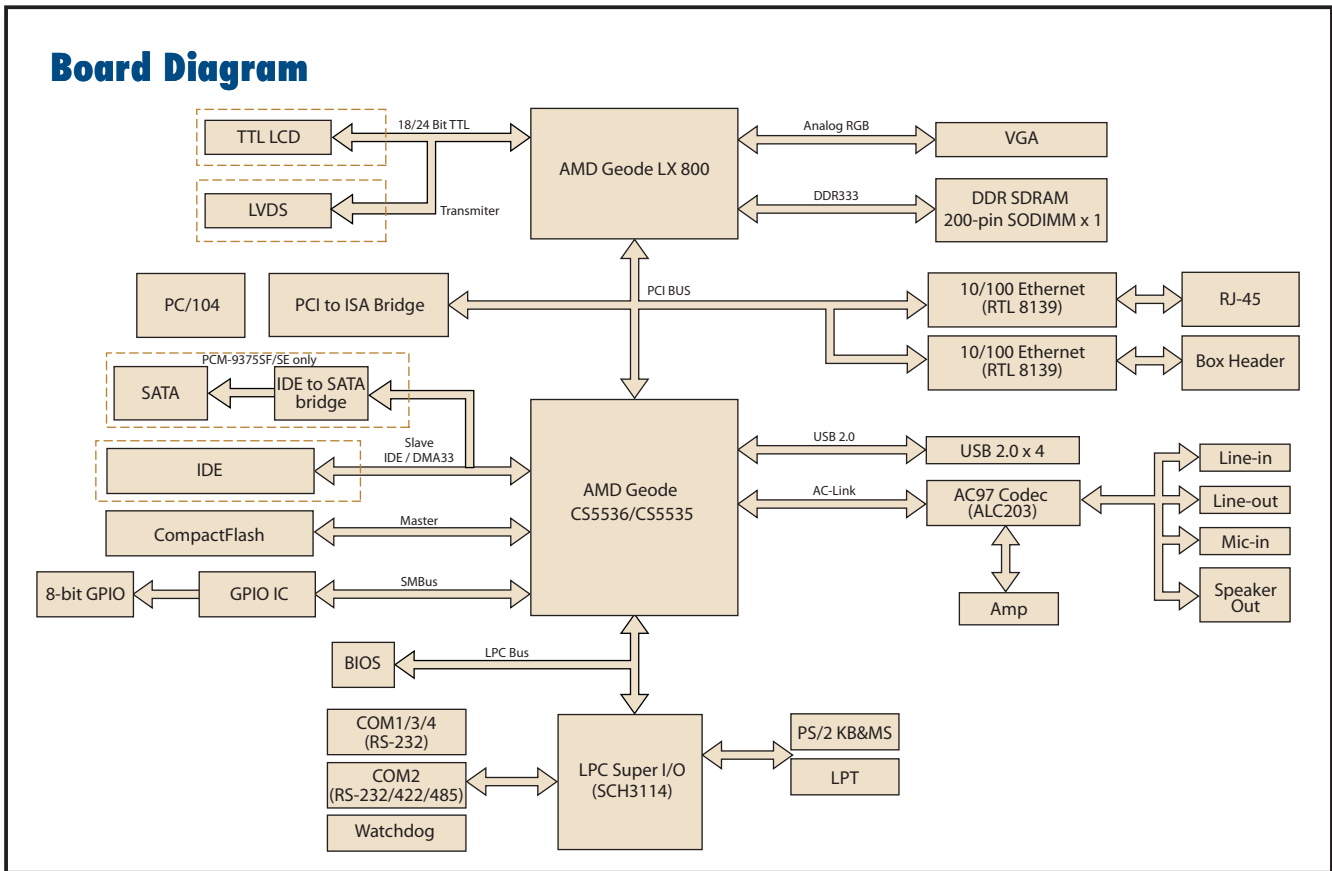 Board Diagram
TTL LCD
18/24 Bit TTL
AMD Geode LX 800
Analog RGB
VGA
LVDS
Transmiter
DDR333
DDR SDRAM
200-pin SODIMM x 1
PC/104
PCI to ISA Bridge
PCI BUS
10/100 Ethernet
(RTL 8139)
RJ-45
10/100 Ethernet
(RTL 8139)
Box Header
PCM-9375SF/SE only
SATA
IDE to SATA
bridge
Slave
IDE / DMA33
IDE
AMD Geode
CS5536/CS5535
USB 2.0
USB 2.0 x 4
AC-Link
AC97 Codec
(ALC203)
Line-in
Line-out
Mic-in
Speaker
Out
Amp
CompactFlash
Master
8-bit GPIO
GPIO IC
SMBus
BIOS
LPC Bus
COM1/3/4
(RS-232)
COM2
(RS-232/422/485)
Watchdog
LPC Super I/O
(SCH3114)
PS/2 KB&MS
LPT